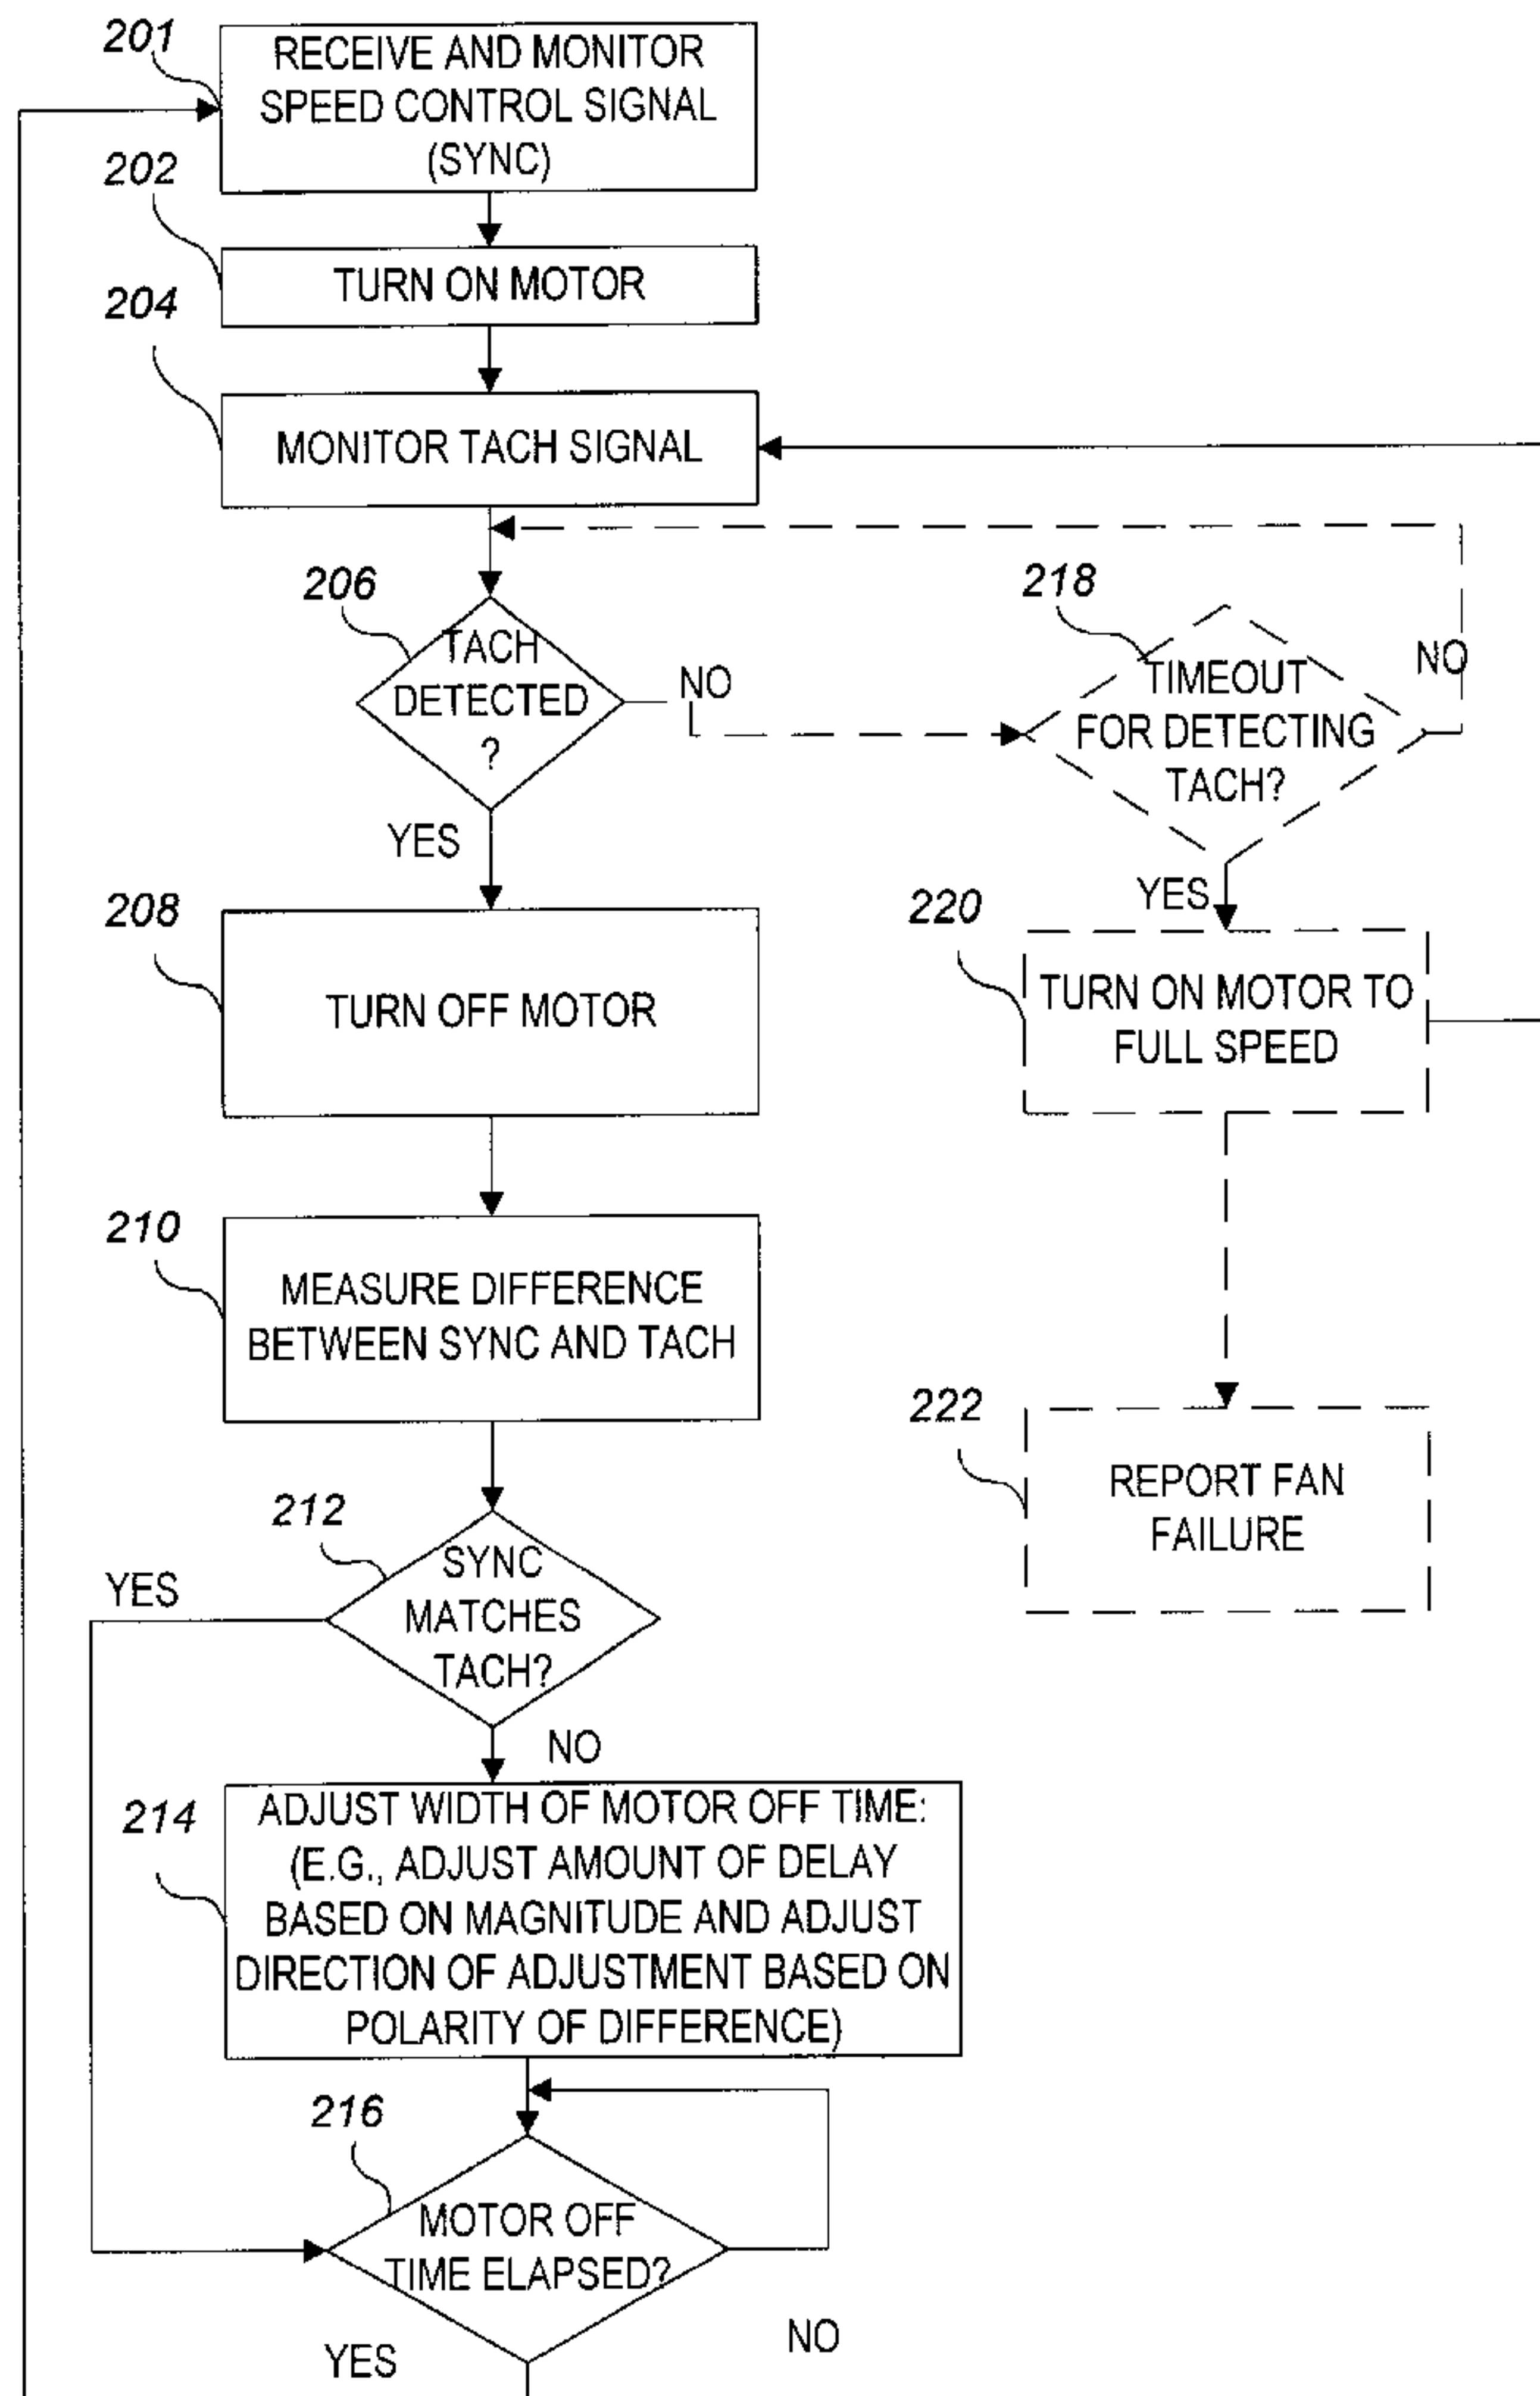 201
RECEIVE AND MONITOR
SPEED CONTROL SIGNAL
(SYNC)
202
TURN ON MOTOR
204
MONITOR TACH SIGNAL
206
TACH
DETECTED
?
NO
YES
218
TIMEOUT
FOR DETECTING
TACH?
NO
YES
208
TURN OFF MOTOR
220
TURN ON MOTOR TO
FULL SPEED
210
MEASURE DIFFERENCE
BETWEEN SYNC AND TACH
222
REPORT FAN
FAILURE
212
SYNC
MATCHES
TACH?
YES
NO
214
ADJUST WIDTH OF MOTOR OFF TIME:
(E.G., ADJUST AMOUNT OF DELAY
BASED ON MAGNITUDE AND ADJUST
DIRECTION OF ADJUSTMENT BASED ON
POLARITY OF DIFFERENCE)
216
MOTOR OFF
TIME ELAPSED?
NO
YES